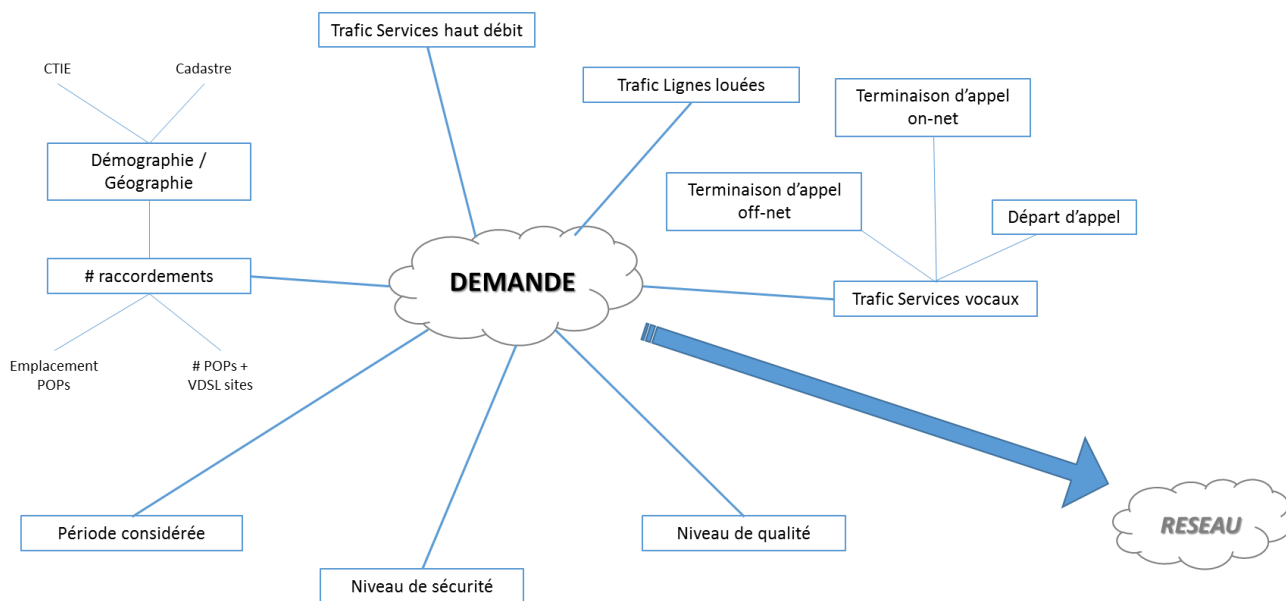 Trafic Services haut débit
CTIE
Cadastre
Trafic Lignes louées
Terminaison d’appel
on-net
Démographie /
Géographie
Terminaison d’appel
off-net
Départ d’appel
# raccordements
DEMANDE
Trafic Services vocaux
Emplacement
POPs
# POPs +
VDSL sites
RESEAU
Période considérée
Niveau de qualité
Niveau de sécurité